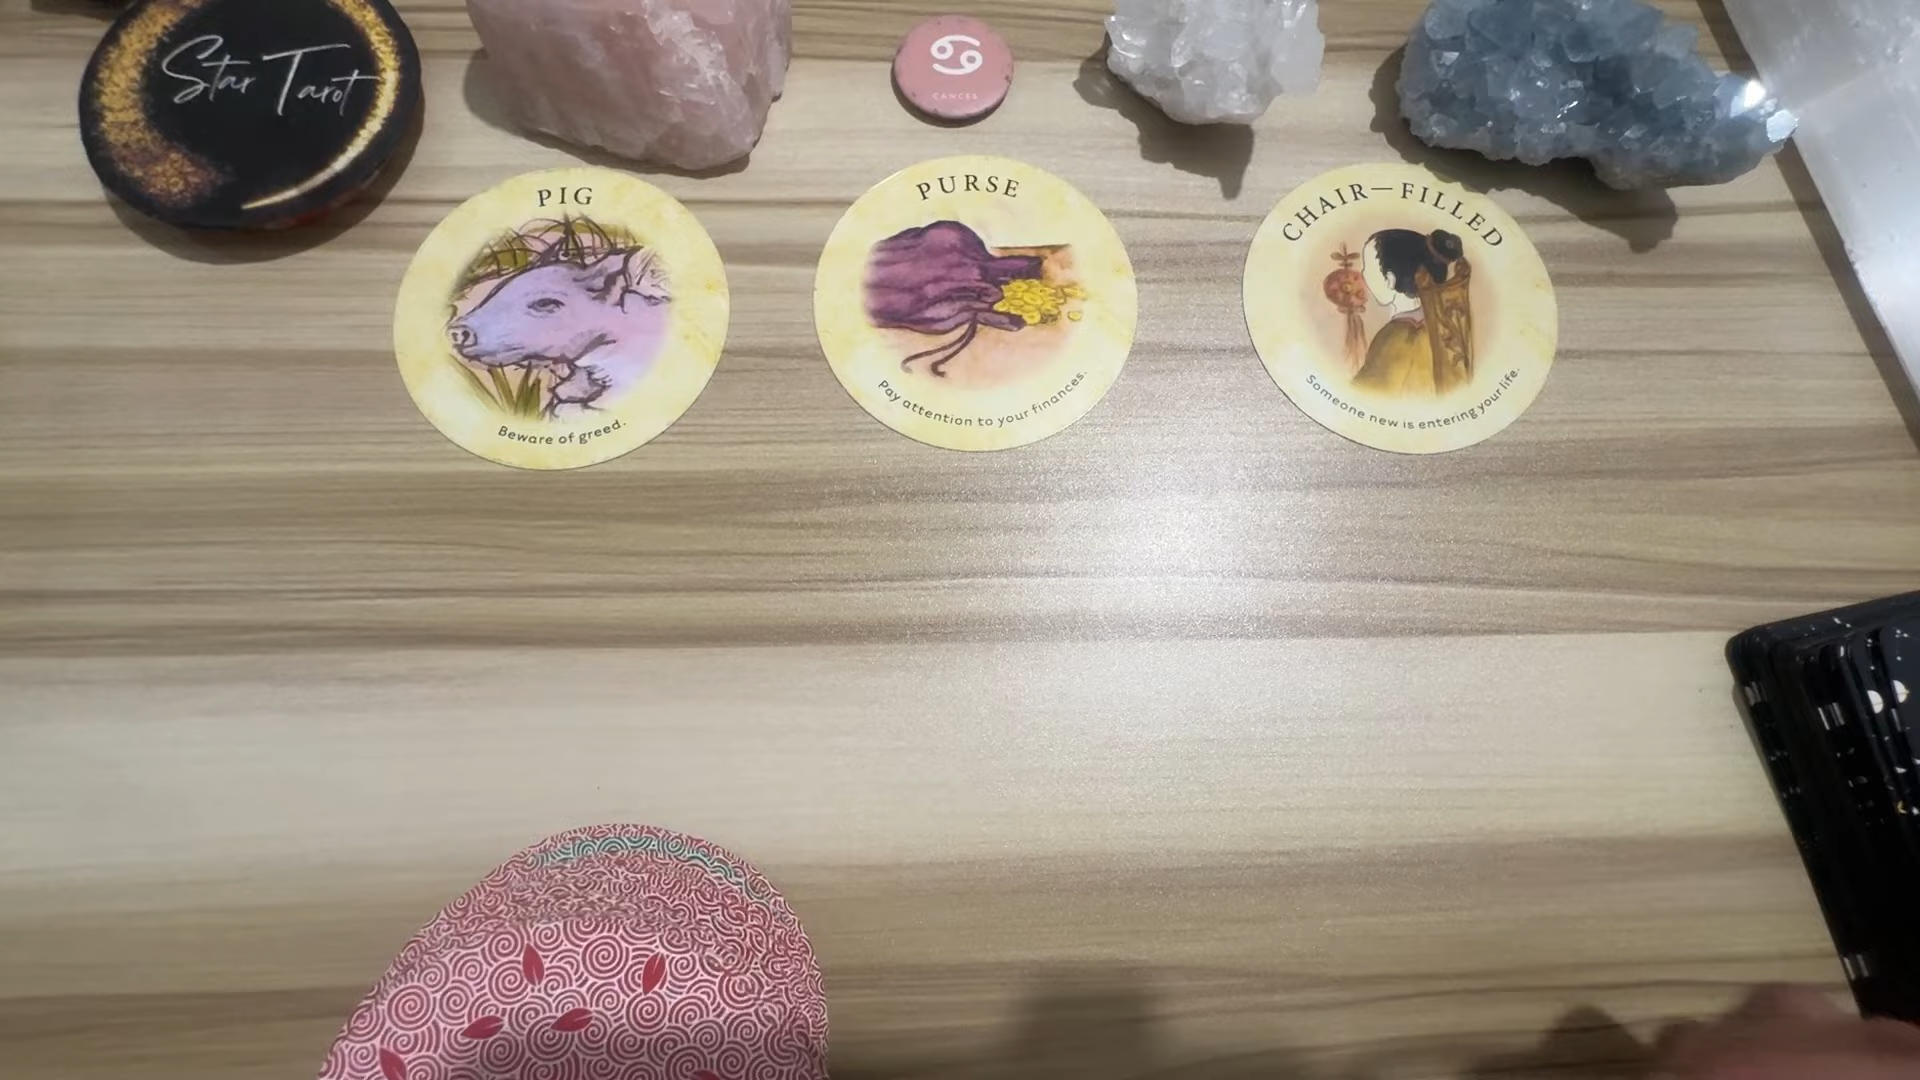 Star Tarot
CANCER
PIG
Beware of greed.
PURSE
Pay attention to your finances.
CHAIR—FILLED
Someone new is entering your life.